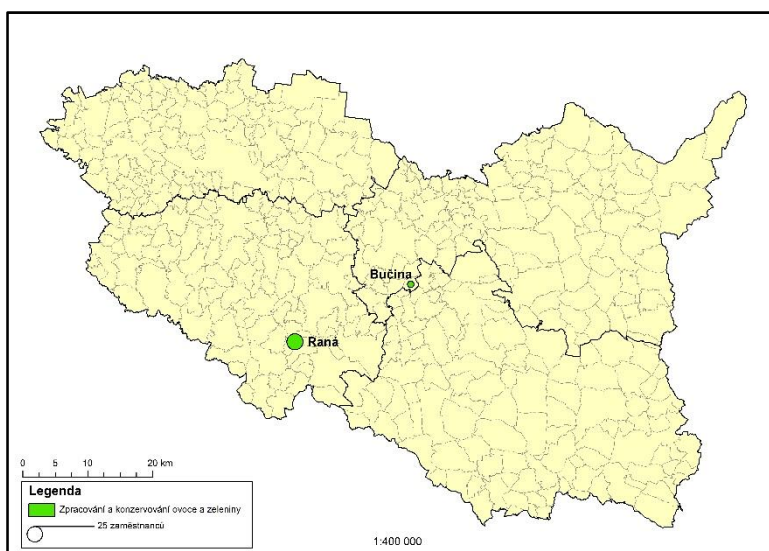 Bučina
Raná
0 5 10 20 km
Legenda
Zpracování a konzervování ovoce a zeleniny
25 zaměstnanců
1:400 000